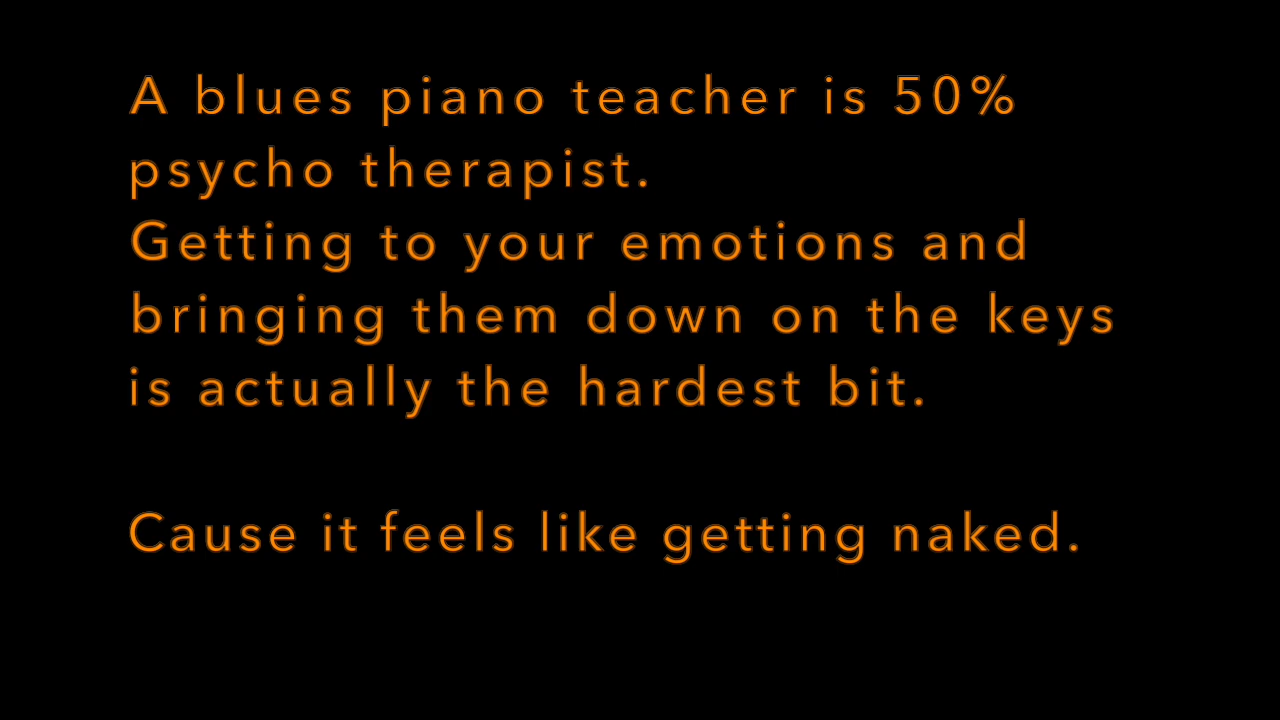 A blues piano teacher is 50%
psycho therapist.
Getting to your emotions and
bringing them down on the keys
is actually the hardest bit.
Cause it feels like getting naked.